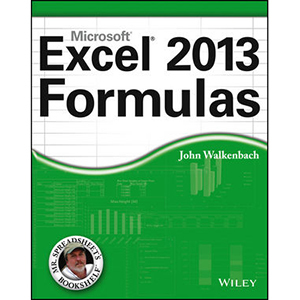 Microsoft®
Excel 2013
Formulas
John Walkenbach
MR. SPREADSHEET'S
BOOKSHELF
WILEY